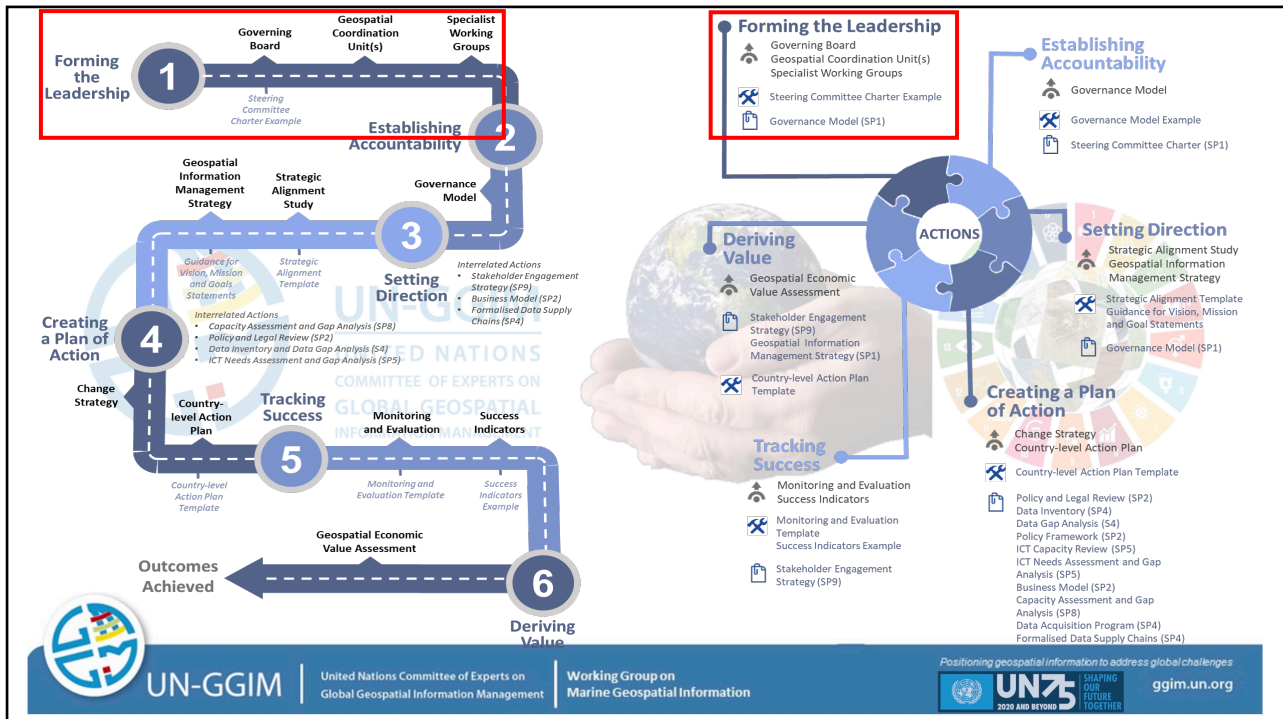 Forming
the
Leadership
1
Governing
Board
Geospatial
Coordination
Unit(s)
Specialist
Working
Groups
Steering
Committee
Charter Example
Establishing
Accountability
2
Governance
Model
Geospatial
Information
Management
Strategy
Strategic
Alignment
Study
3
Setting
Direction
Guidance for
Vision, Mission
and Goals
Statements
Strategic
Alignment
Template
Interrelated Actions
• Stakeholder Engagement
Strategy (SP9)
• Business Model (SP2)
• Formalised Data Supply
Chains (SP4)
Creating
a Plan of
Action
4
Interrelated Actions
• Capacity Assessment and Gap Analysis (SP8)
• Policy and Legal Review (SP2)
• Data Inventory and Data Gap Analysis (S4)
• ICT Needs Assessment and Gap Analysis (SP5)
UN-GGIM
UNITED NATIONS
COMMITTEE OF EXPERTS ON
GLOBAL GEOSPATIAL
INFORMATION MANAGEMENT
Change
Strategy
Country-
level Action
Plan
Tracking
Success
5
Monitoring
and Evaluation
Success
Indicators
Country-level
Action Plan
Template
Monitoring and
Evaluation Template
Success
Indicators
Example
Geospatial Economic
Value Assessment
Outcomes
Achieved
6
Deriving
Value
Forming the Leadership
Governing Board
Geospatial Coordination Unit(s)
Specialist Working Groups
Steering Committee Charter Example
Governance Model (SP1)
Establishing
Accountability
Governance Model
Governance Model Example
Steering Committee Charter (SP1)
ACTIONS
Deriving
Value
Geospatial Economic
Value Assessment
Stakeholder Engagement
Strategy (SP9)
Geospatial Information
Management Strategy (SP1)
Country-level Action Plan
Template
Setting Direction
Strategic Alignment Study
Geospatial Information
Management Strategy
Strategic Alignment Template
Guidance for Vision, Mission
and Goal Statements
Governance Model (SP1)
Tracking
Success
Monitoring and Evaluation
Success Indicators
Monitoring and Evaluation
Template
Success Indicators Example
Stakeholder Engagement
Strategy (SP9)
Creating a Plan
of Action
Change Strategy
Country-level Action Plan
Country-level Action Plan Template
Policy and Legal Review (SP2)
Data Inventory (SP4)
Data Gap Analysis (S4)
Policy Framework (SP2)
ICT Capacity Review (SP5)
ICT Needs Assessment and Gap
Analysis (SP5)
Business Model (SP2)
Capacity Assessment and Gap
Analysis (SP8)
Data Acquisition Program (SP4)
Formalised Data Supply Chains (SP4)
UN-GGIM
United Nations Committee of Experts on
Global Geospatial Information Management
Working Group on
Marine Geospatial Information
Positioning geospatial information to address global challenges
UN75
2020 AND BEYOND
SHAPING
OUR
FUTURE
TOGETHER
ggim.un.org